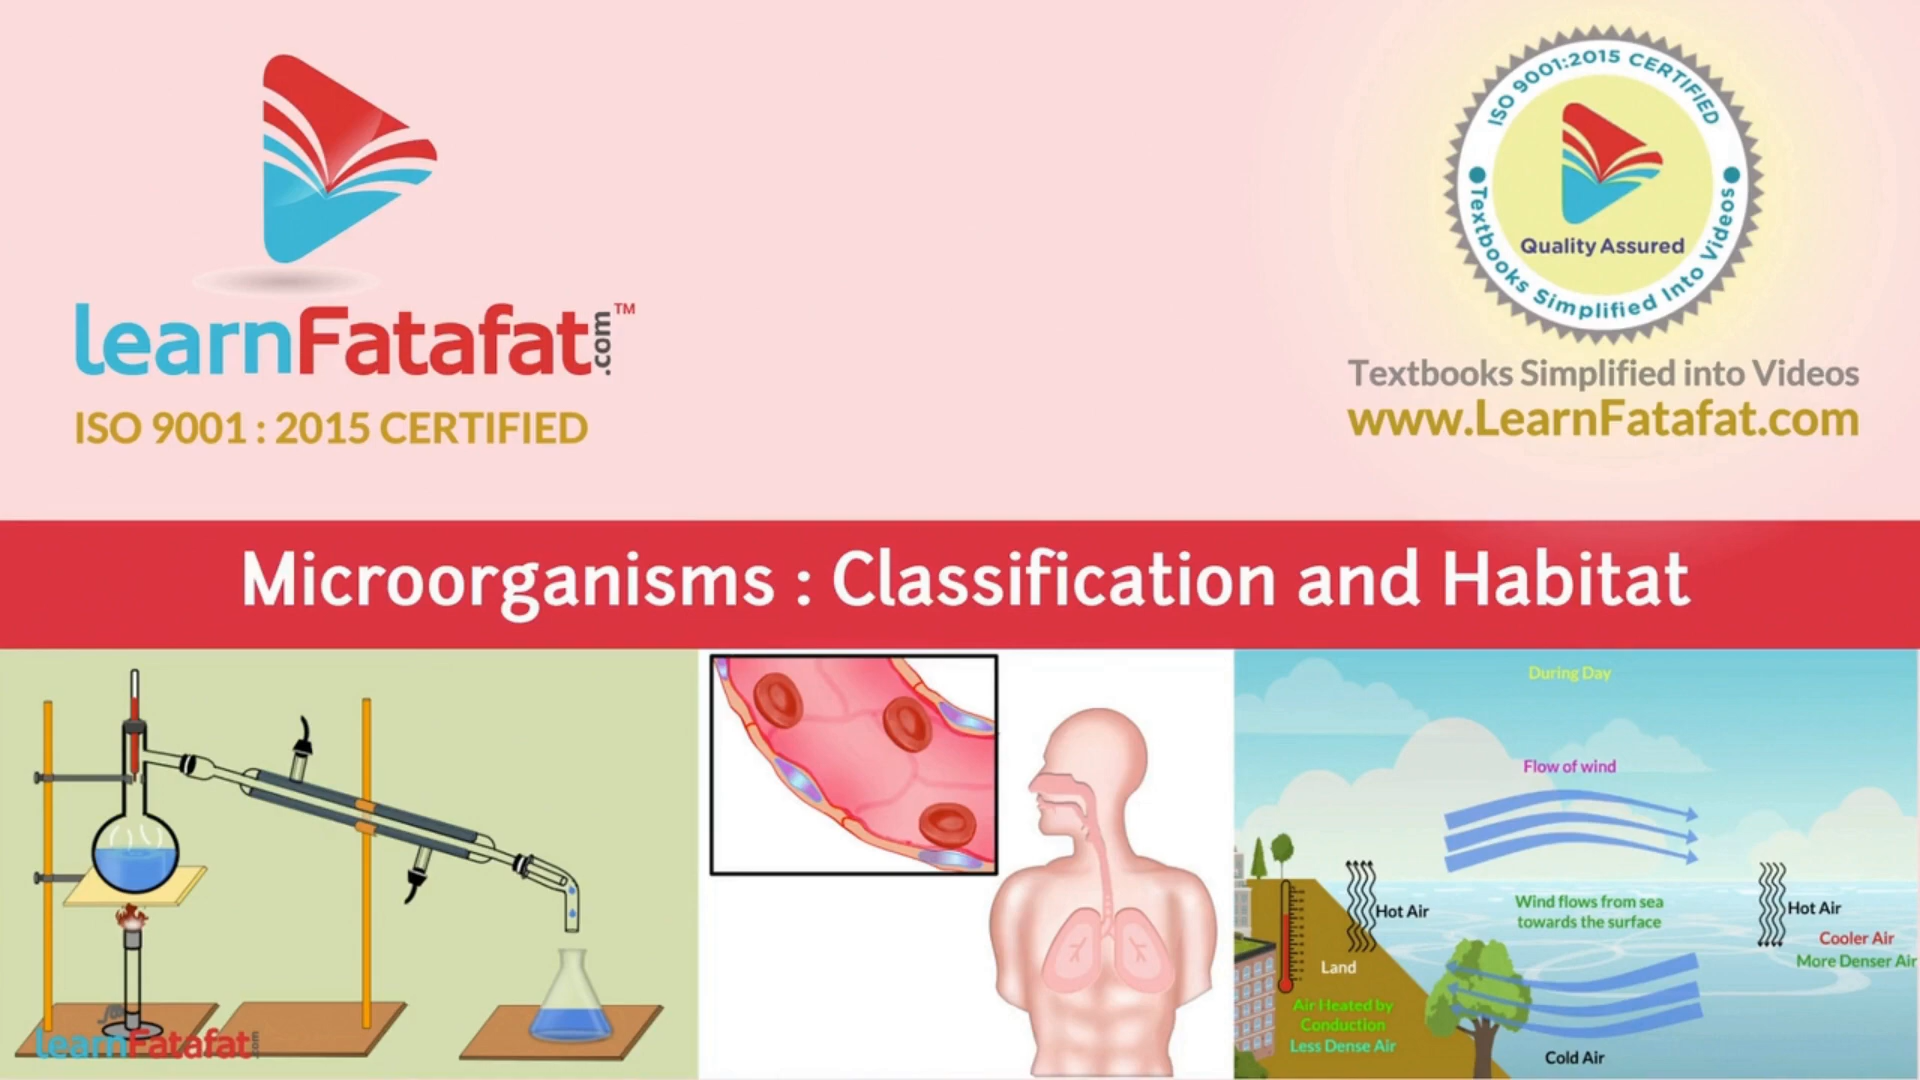 learnFatafat.com™
ISO 9001 : 2015 CERTIFIED
ISO 9001:2015 CERTIFIED
Quality Assured
Textbooks Simplified Into Videos
Textbooks Simplified into Videos
www.LearnFatafat.com
Microorganisms : Classification and Habitat
learnFatafat.com
During Day
Flow of wind
Wind flows from sea
towards the surface
Hot Air
Hot Air
Cooler Air
More Denser Air
Land
Air Heated by
Conduction
Less Dense Air
Cold Air